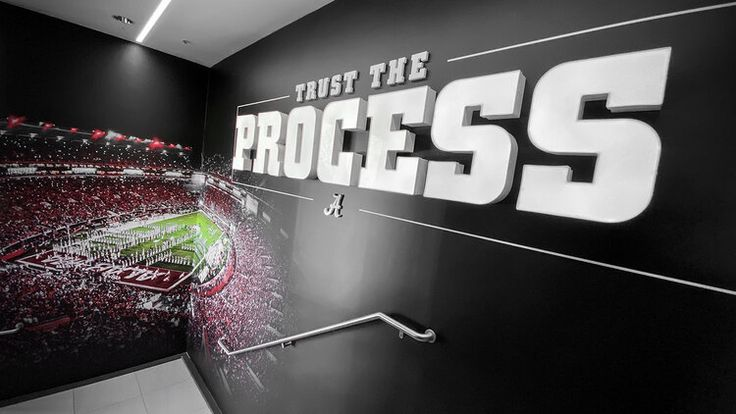 TRUST THE
PROCESS
A